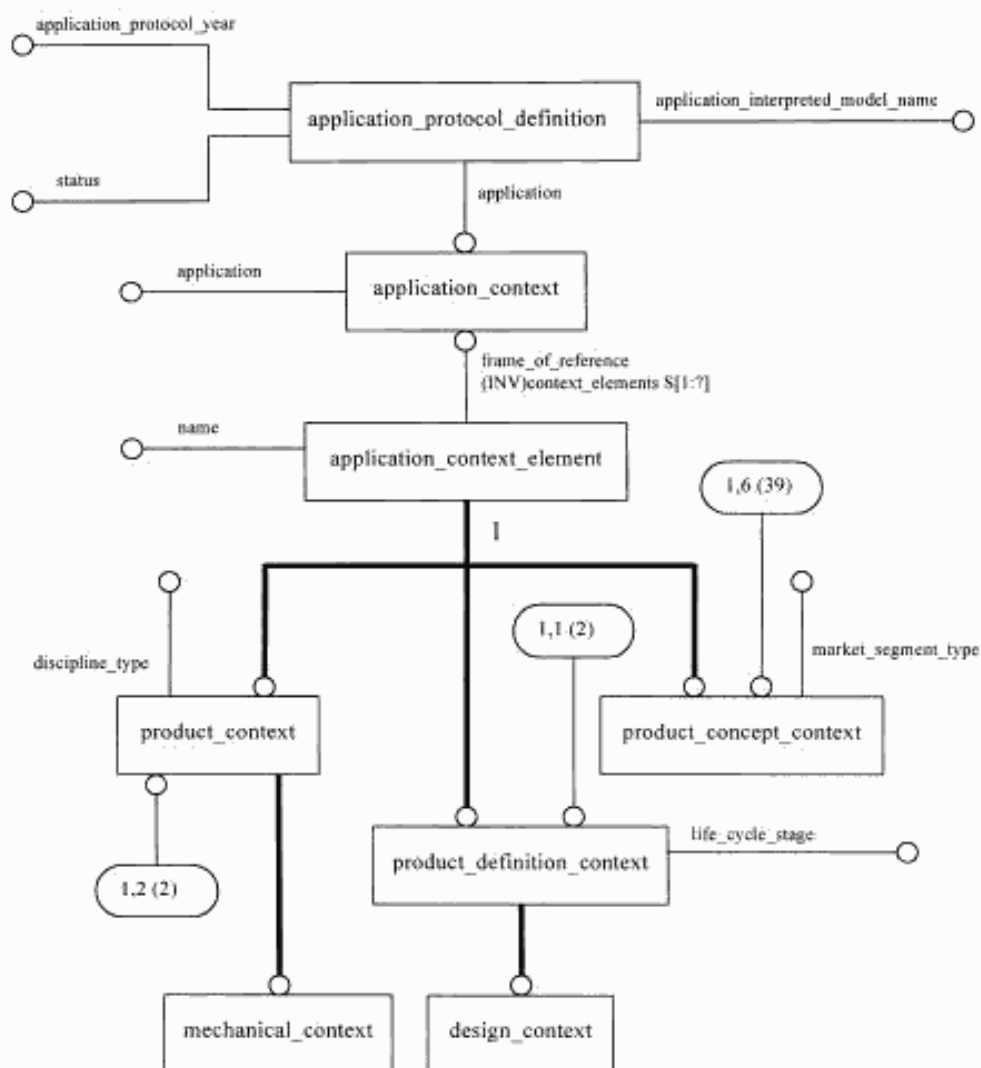 application_protocol_year
application_protocol_definition
application_interpreted_model_name
status
application
application
application_context
frame_of_reference
(INV)context_elements S[1:?]
name
application_context_element
1,6 (39)
1
1,1 (2)
discipline_type
market_segment_type
product_context
product_concept_context
life_cycle_stage
product_definition_context
1,2 (2)
mechanical_context
design_context